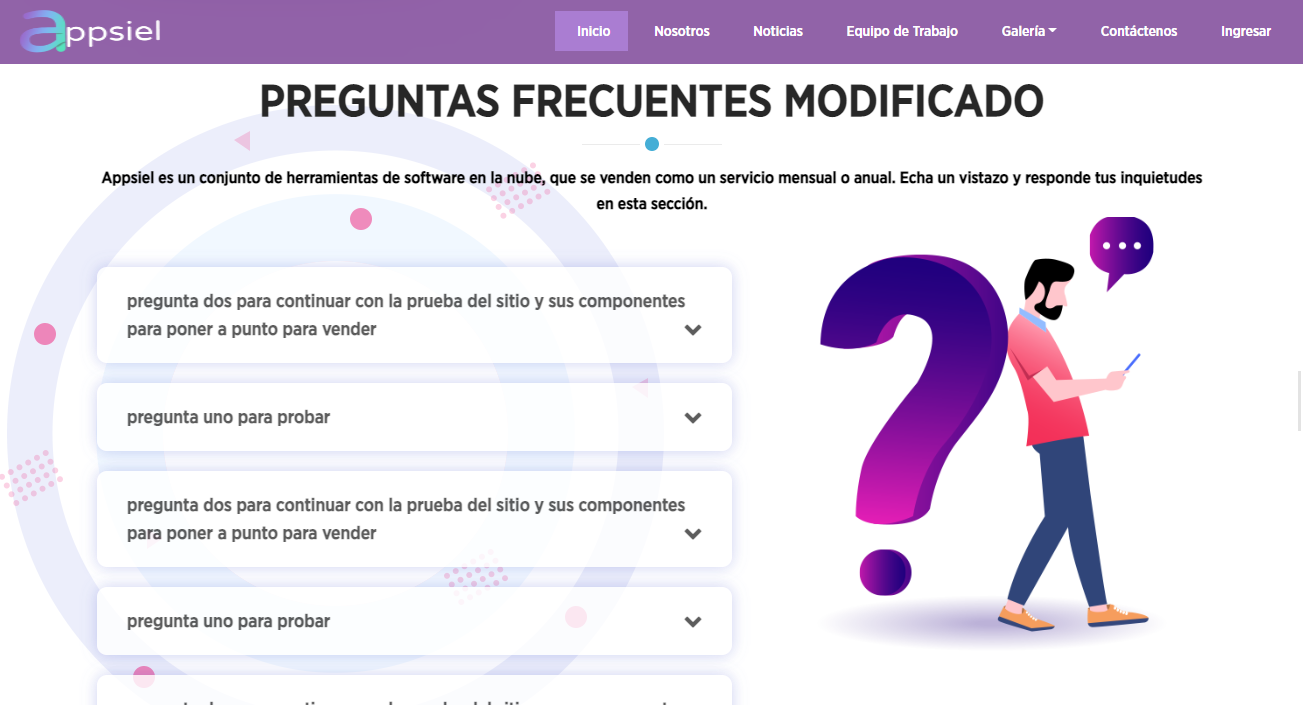 appsiel
Inicio
Nosotros
Noticias
Equipo de Trabajo
Galería
Contáctenos
Ingresar
PREGUNTAS FRECUENTES MODIFICADO
Appsiel es un conjunto de herramientas de software en la nube, que se venden como un servicio mensual o anual. Echa un vistazo y responde tus inquietudes
en esta sección.
pregunta dos para continuar con la prueba del sitio y sus componentes
para poner a punto para vender
pregunta uno para probar
pregunta dos para continuar con la prueba del sitio y sus componentes
para poner a punto para vender
pregunta uno para probar